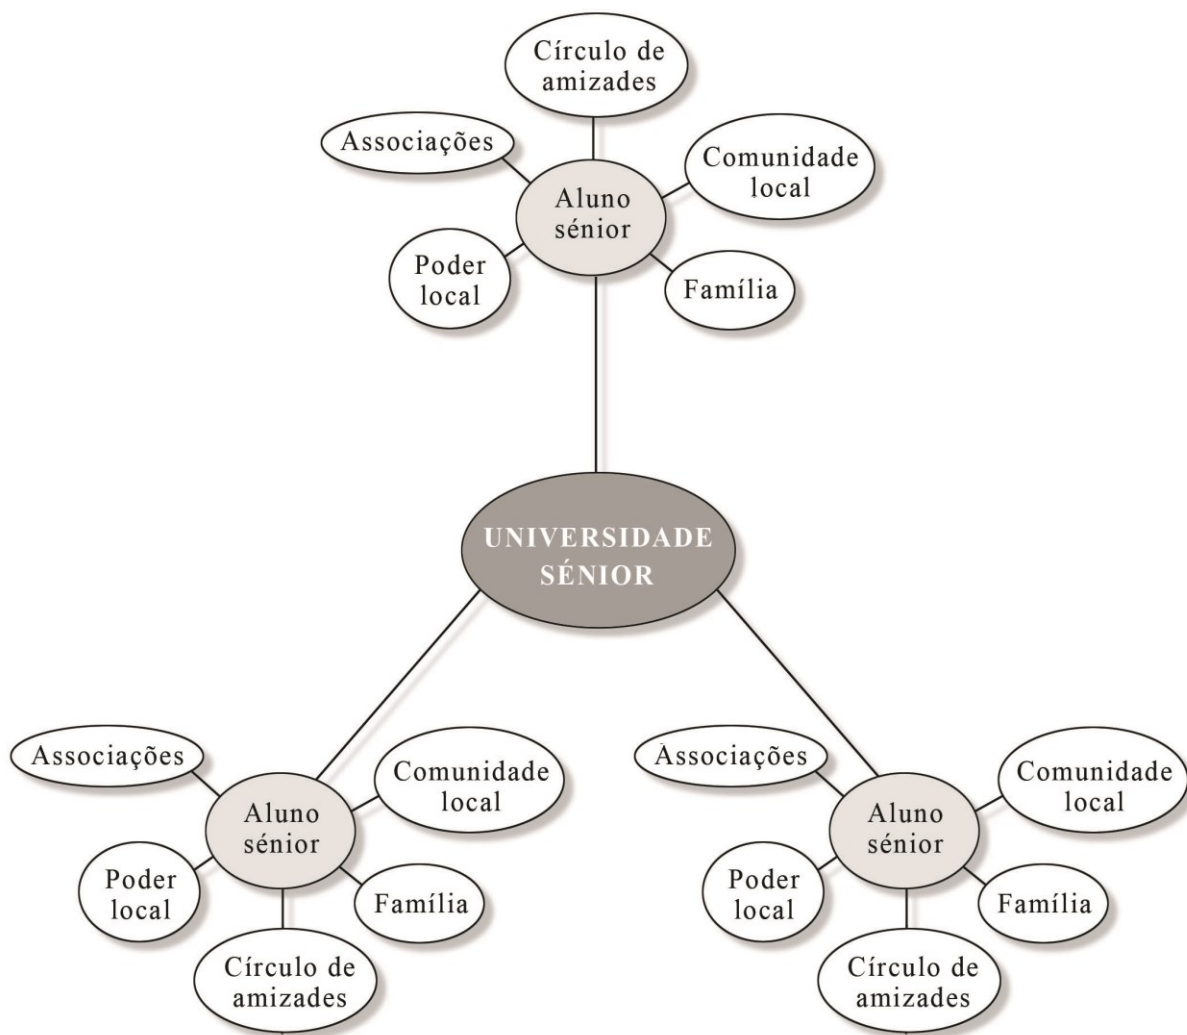 Círculo de
amizades
Associações
Comunidade
local
Aluno
sénior
Poder
local
Família
UNIVERSIDADE
SÉNIOR
Associações
Comunidade
local
Aluno
sénior
Poder
local
Família
Círculo de
amizades
Associações
Comunidade
local
Aluno
sénior
Poder
local
Família
Círculo de
amizades